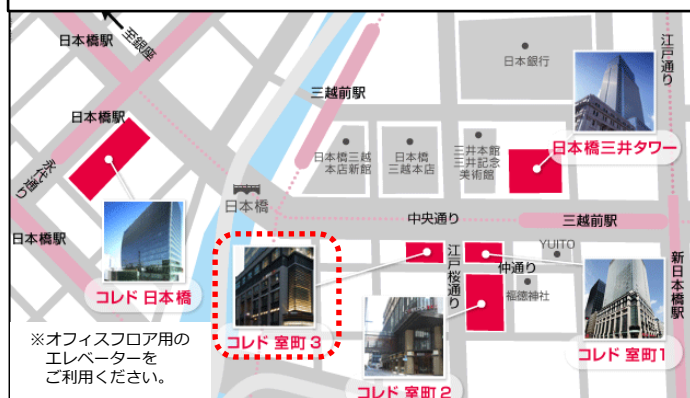 日本橋駅
至銀座
江戸通り
日本銀行
三越前駅
日本橋駅
永代通り
日本橋三越
本店新館
日本橋
三越本店
三井本館
三井記念
美術館
日本橋三井タワー
日本橋
中央通り
三越前駅
日本橋駅
江戸桜通り
YUITO
仲通り
新日本橋駅
福徳神社
コレド 日本橋
コレド 室町3
コレド 室町1
コレド 室町2
※オフィスフロア用の
エレベーターを
ご利用ください。